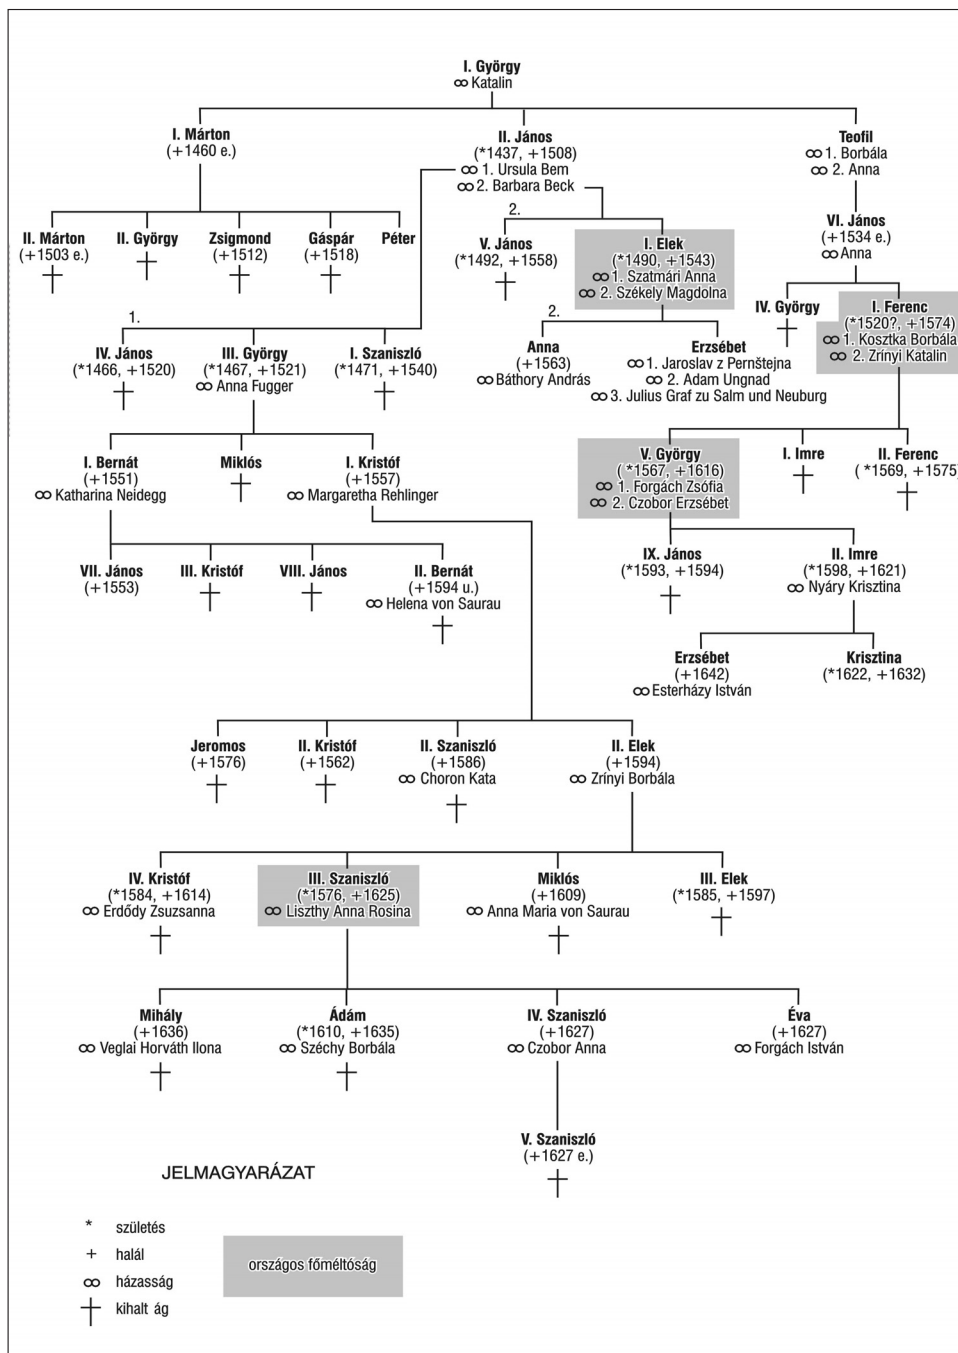 I. György
∞ Katalin
I. Márton
(+1460 e.)
II. János
(*1437, +1508)
∞ 1. Ursula Bem
∞ 2. Barbara Beck
Teofil
∞ 1. Borbála
∞ 2. Anna
2.
II. Márton
(+1503 e.)
II. György
Zsigmond
(+1512)
Gáspár
(+1518)
Péter
V. János
(*1492, +1558)
I. Elek
(*1490, +1543)
∞ 1. Szatmári Anna
∞ 2. Székely Magdolna
VI. János
(+1534 e.)
∞ Anna
1.
2.
IV. György
I. Ferenc
(*1520?, +1574)
∞ 1. Kosztka Borbála
∞ 2. Zrínyi Katalin
IV. János
(*1466, +1520)
III. György
(*1467, +1521)
∞ Anna Fugger
I. Szaniszló
(*1471, +1540)
Anna
(+1563)
∞ Báthory András
Erzsébet
∞ 1. Jaroslav z Pernštejna
∞ 2. Adam Ungnad
∞ 3. Julius Graf zu Salm und Neuburg
I. Bernát
(+1551)
∞ Katharina Neidegg
Miklós
I. Kristóf
(+1557)
∞ Margaretha Rehlinger
V. György
(*1567, +1616)
∞ 1. Forgách Zsófia
∞ 2. Czobor Erzsébet
I. Imre
II. Ferenc
(*1569, +1575)
VII. János
(+1553)
III. Kristóf
VIII. János
II. Bernát
(+1594 u.)
∞ Helena von Saurau
IX. János
(*1593, +1594)
II. Imre
(*1598, +1621)
∞ Nyáry Krisztina
Erzsébet
(+1642)
∞ Esterházy István
Krisztina
(*1622, +1632)
Jeromos
(+1576)
II. Kristóf
(+1562)
II. Szaniszló
(+1586)
∞ Choron Kata
II. Elek
(+1594)
∞ Zrínyi Borbála
IV. Kristóf
(*1584, +1614)
∞ Erdődy Zsuzsanna
III. Szaniszló
(*1576, +1625)
∞ Liszthy Anna Rosina
Miklós
(+1609)
∞ Anna Maria von Saurau
III. Elek
(*1585, +1597)
Mihály
(+1636)
∞ Veglai Horváth Ilona
Ádám
(*1610, +1635)
∞ Széchy Borbála
IV. Szaniszló
(+1627)
∞ Czobor Anna
Éva
(+1627)
∞ Forgách István
V. Szaniszló
(+1627 e.)
JELMAGYARÁZAT
* születés
+ halál
∞ házasság
† kihalt ág
országos főméltóság